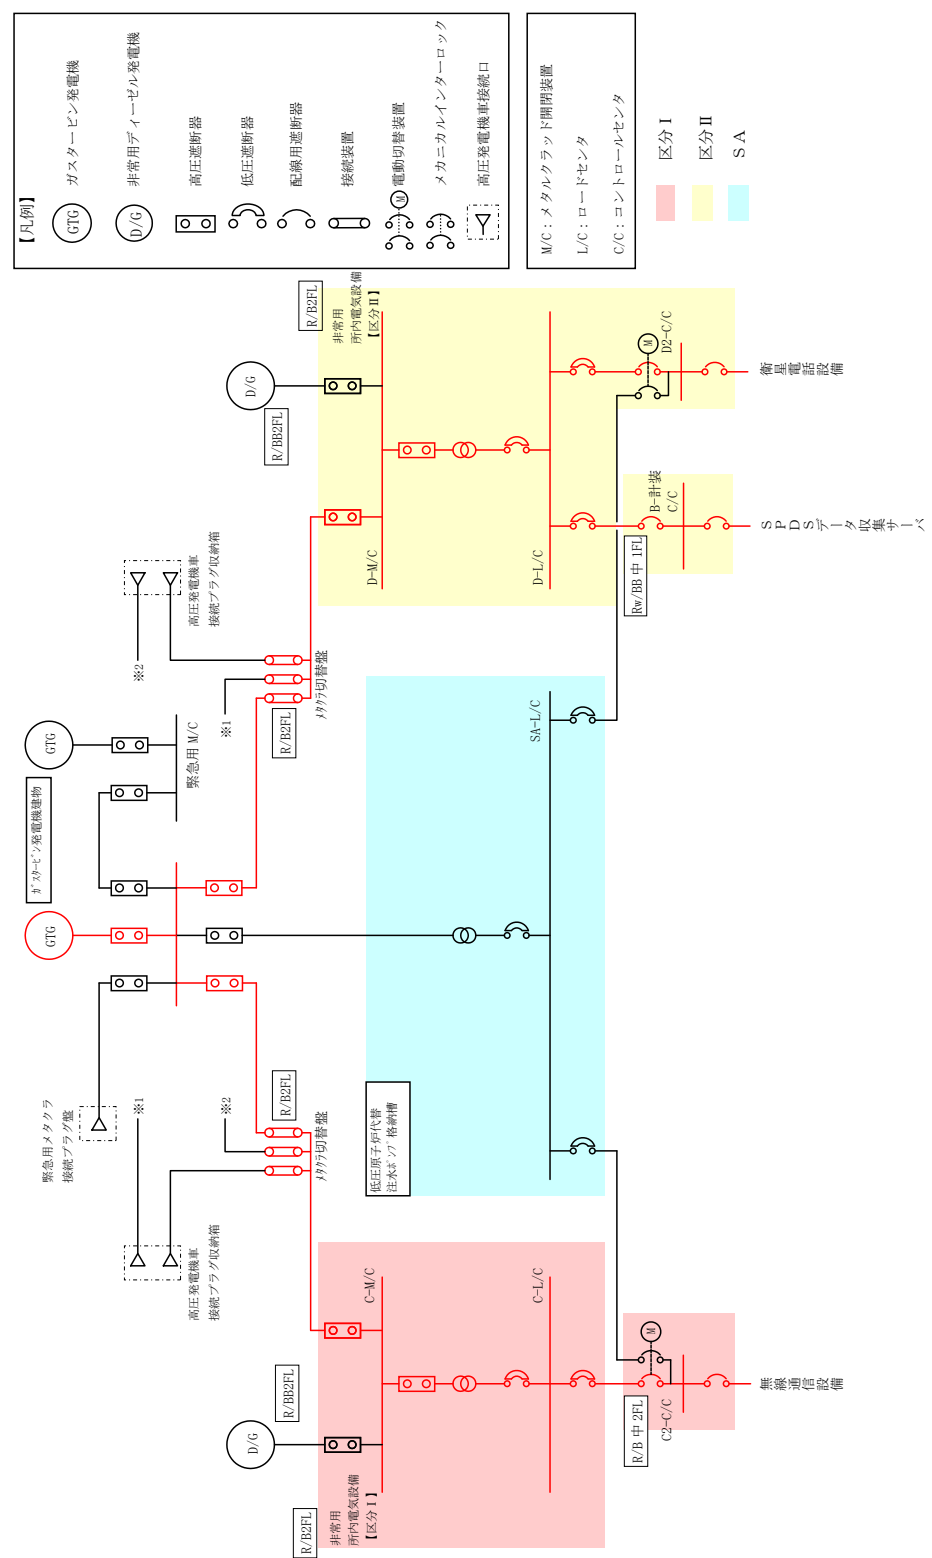 【凡例】
GTG
ガスタービン発電機
D/G
非常用ディーゼル発電機
高圧遮断器
低圧遮断器
配線用遮断器
接続装置
M
電動切替装置
メカニカルインターロック
高圧発電機車接続口
M/C：メタルクラッド開閉装置
L/C：ロードセンタ
C/C：コントロールセンタ
区分Ⅰ
区分Ⅱ
ＳＡ
GTG
GTG
ｶﾞｽﾀｰﾋﾞﾝ発電機建物
緊急用 M/C
緊急用メタクラ
接続プラグ盤
※1
※2
高圧発電機車
接続プラグ収納箱
高圧発電機車
接続プラグ収納箱
※2
※1
R/B2FL
ﾒﾀｸﾗ切替盤
R/B2FL
ﾒﾀｸﾗ切替盤
D/G
R/BB2FL
R/B2FL
非常用
所内電気設備
【区分Ⅰ】
C-M/C
C-L/C
R/B 中 2FL
C2-C/C
M
無線通信設備
低圧原子炉代替
注水ﾎﾟﾝﾌﾟ格納槽
SA-L/C
D/G
R/BB2FL
R/B2FL
非常用
所内電気設備
【区分Ⅱ】
D-M/C
D-L/C
Rw/BB 中 1FL
B-計装
C/C
ＳＰＤＳデータ収集サーバ
M
D2-C/C
衛星電話設備